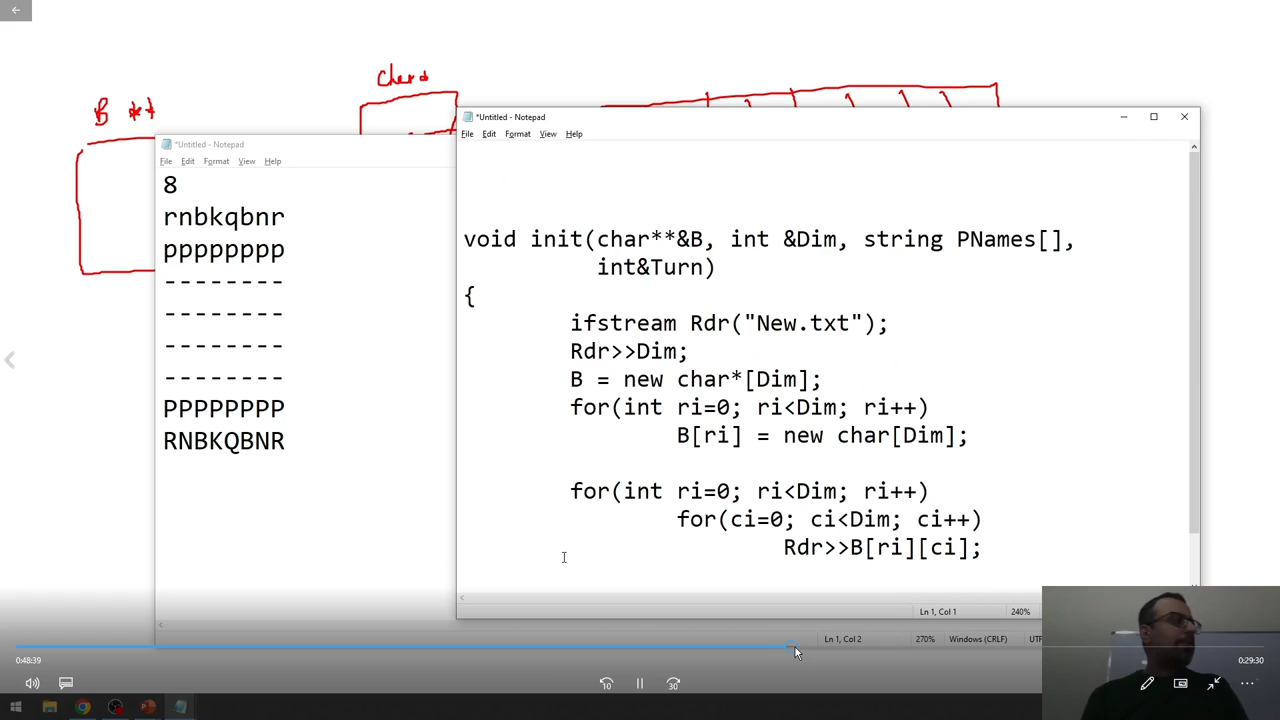 Char*
B **
*Untitled - Notepad
File Edit Format View Help
8
rnbkqbnr
pppppppp
--------
--------
--------
--------
PPPPPPPP
RNBKQBNR
Ln 1, Col 2 270% Windows (CRLF) UTF
*Untitled - Notepad
File Edit Format View Help
void init(char**&B, int &Dim, string PNames[],
int&Turn)
{
ifstream Rdr("New.txt");
Rdr>>Dim;
B = new char*[Dim];
for(int ri=0; ri<Dim; ri++)
B[ri] = new char[Dim];
for(int ri=0; ri<Dim; ri++)
for(ci=0; ci<Dim; ci++)
Rdr>>B[ri][ci];
Ln 1, Col 1 240%
0:48:39 0:29:30
10 30